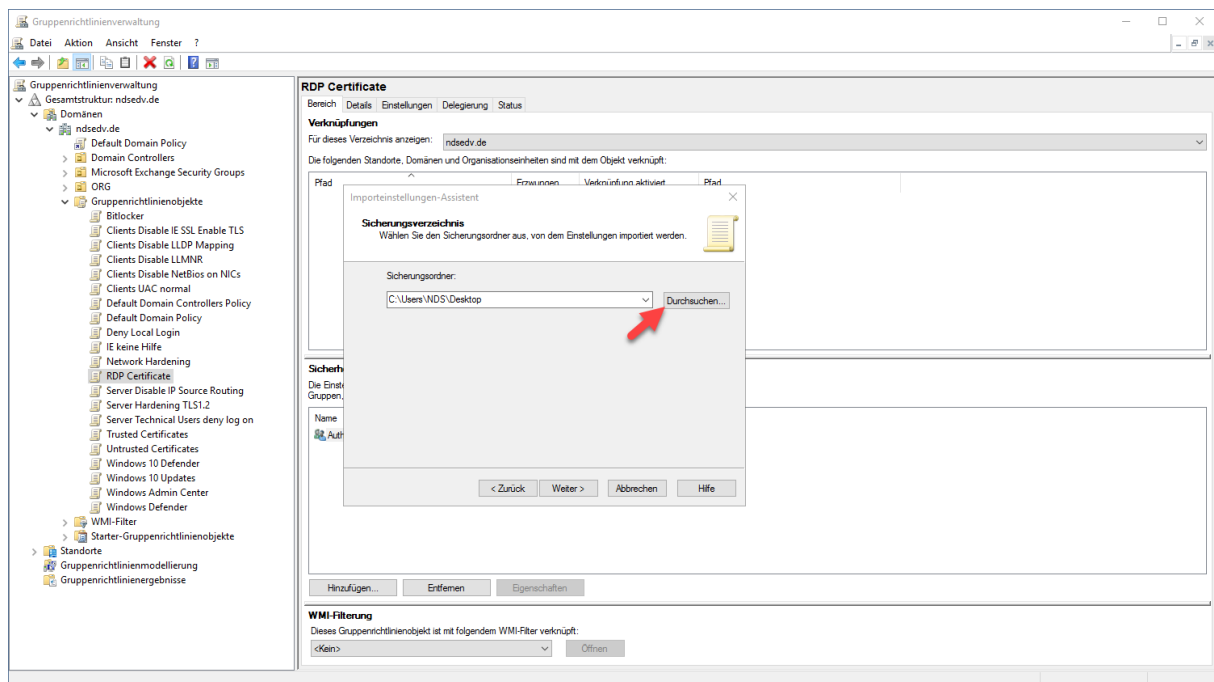 Gruppenrichtlinienverwaltung
Datei Aktion Ansicht Fenster ?
Gruppenrichtlinienverwaltung
Gesamtstruktur: ndsedv.de
Domänen
ndsedv.de
Default Domain Policy
Domain Controllers
Microsoft Exchange Security Groups
ORG
Gruppenrichtlinienobjekte
Bitlocker
Clients Disable IE SSL Enable TLS
Clients Disable LLDP Mapping
Clients Disable LLMNR
Clients Disable NetBios on NICs
Clients UAC normal
Default Domain Controllers Policy
Default Domain Policy
Deny Local Login
IE keine Hilfe
Network Hardening
RDP Certificate
Server Disable IP Source Routing
Server Hardening TLS1.2
Server Technical Users deny log on
Trusted Certificates
Untrusted Certificates
Windows 10 Defender
Windows 10 Updates
Windows Admin Center
Windows Defender
WMI-Filter
Starter-Gruppenrichtlinienobjekte
Standorte
Gruppenrichtlinienmodellierung
Gruppenrichtlinienergebnisse
RDP Certificate
Bereich Details Einstellungen Delegierung Status
Verknüpfungen
Für dieses Verzeichnis anzeigen: ndsedv.de
Die folgenden Standorte, Domänen und Organisationseinheiten sind mit dem Objekt verknüpft:
Pfad Erzwungen Verknüpfung aktiviert Pfad
Importeinstellungen-Assistent
Sicherungsverzeichnis
Wählen Sie den Sicherungsordner aus, von dem Einstellungen importiert werden.
Sicherungsordner:
C:\Users\NDS\Desktop Durchsuchen...
< Zurück Weiter > Abbrechen Hilfe
Sicherh
Die Einste
Gruppen,
Name
Auth
Hinzufügen... Entfernen Eigenschaften
WMI-Filterung
Dieses Gruppenrichtlinienobjekt ist mit folgendem WMI-Filter verknüpft:
<Kein> Öffnen